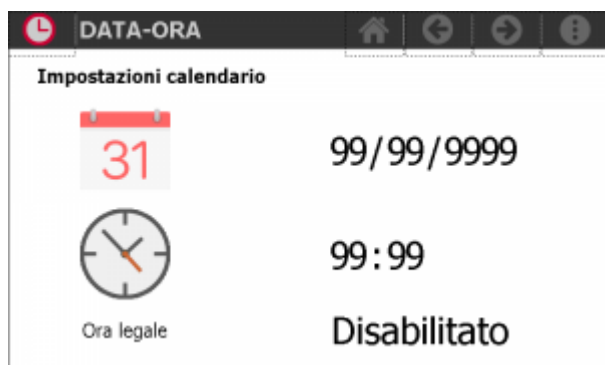 DATA-ORA
Impostazioni calendario
31
99/99/9999
99:99
Ora legale
Disabilitato